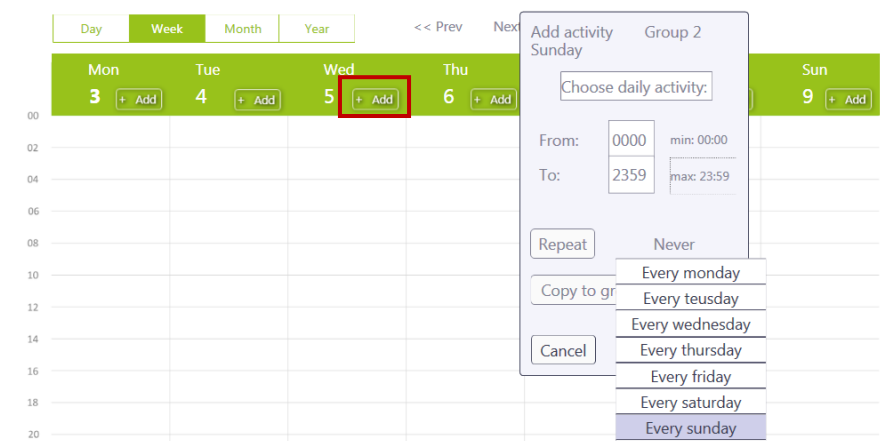 Day Week Month Year << Prev Next
Mon Tue Wed Thu Sun
3 + Add 4 + Add 5 + Add 6 + Add 9 + Add
00
02
04
06
08
10
12
14
16
18
20
Add activity Group 2
Sunday
Choose daily activity:
From: 0000 min: 00:00
To: 2359 max: 23:59
Repeat Never
Copy to gr
Cancel
Every monday
Every teusday
Every wednesday
Every thursday
Every friday
Every saturday
Every sunday